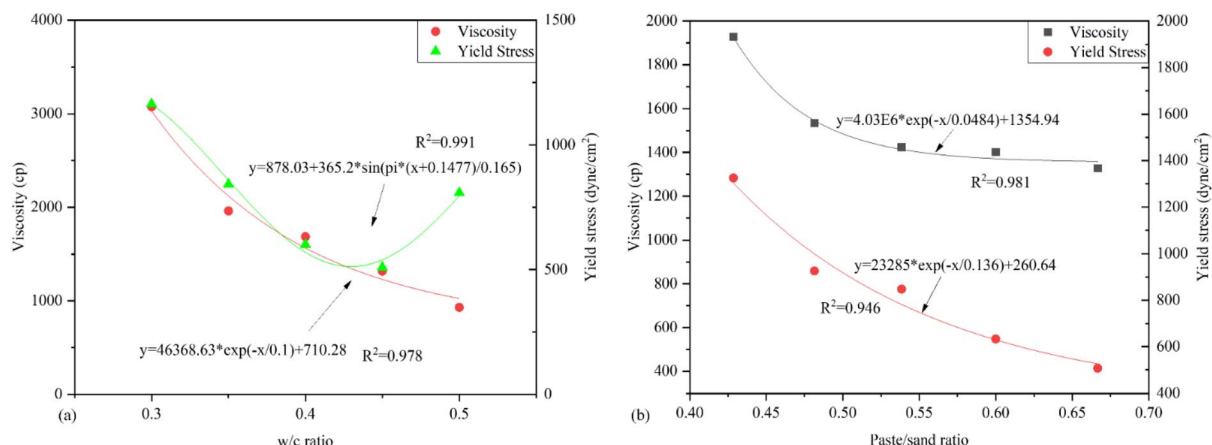 4000
3000
2000
1000
0
Viscosity (cp)
1500
1000
500
0
Yield stress (dyne/cm²)
Viscosity
Yield Stress
R²=0.991
y=878.03+365.2*sin(pi*(x+0.1477)/0.165)
y=46368.63*exp(-x/0.1)+710.28
R²=0.978
(a)
0.3 0.4 0.5
w/c ratio
2000
1800
1600
1400
1200
1000
800
600
400
Viscosity (cp)
2000
1800
1600
1400
1200
1000
800
600
400
Yield stress (dyne/cm²)
Viscosity
Yield Stress
y=4.03E6*exp(-x/0.0484)+1354.94
R²=0.981
y=23285*exp(-x/0.136)+260.64
R²=0.946
(b)
0.40 0.45 0.50 0.55 0.60 0.65 0.70
Paste/sand ratio